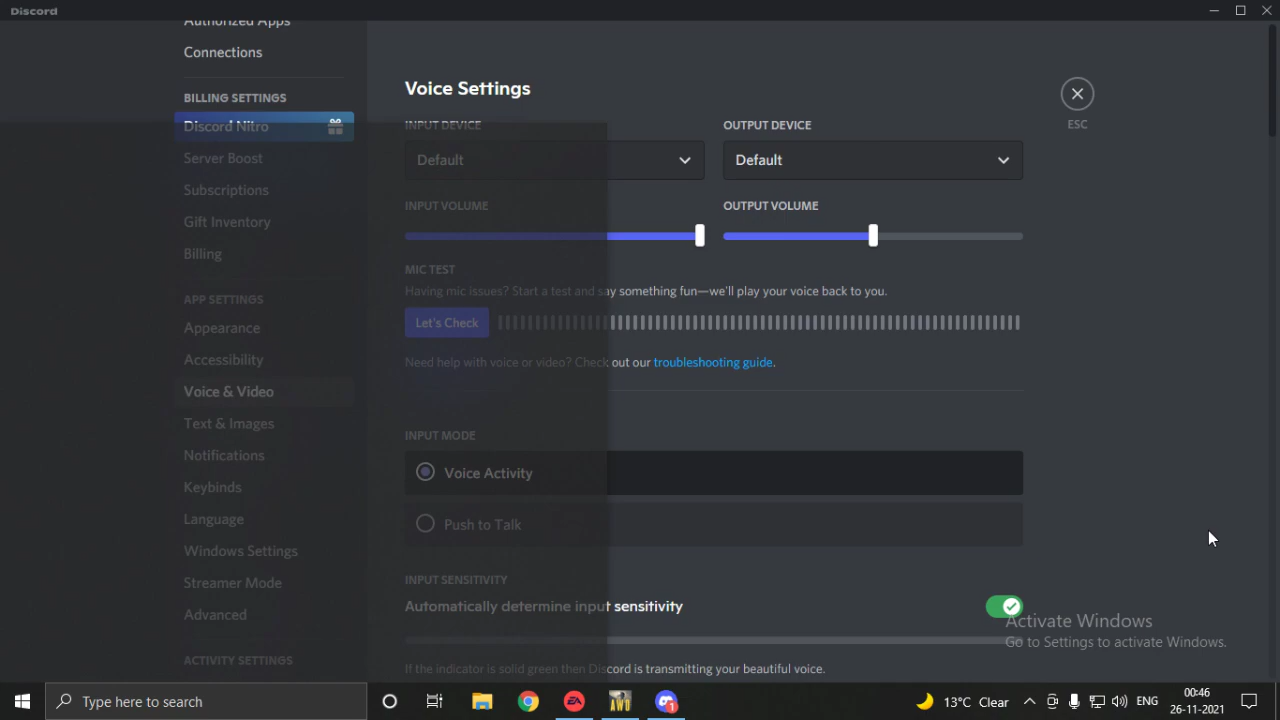 Discord
Authorized Apps
Connections
BILLING SETTINGS
Discord Nitro
Server Boost
Subscriptions
Gift Inventory
Billing
APP SETTINGS
Appearance
Accessibility
Voice & Video
Text & Images
Notifications
Keybinds
Language
Windows Settings
Streamer Mode
Advanced
ACTIVITY SETTINGS
Voice Settings
ESC
INPUT DEVICE
OUTPUT DEVICE
Default
Default
INPUT VOLUME
OUTPUT VOLUME
MIC TEST
Having mic issues? Start a test and say something fun—we'll play your voice back to you.
Let's Check
Need help with voice or video? Check out our troubleshooting guide.
INPUT MODE
Voice Activity
Push to Talk
INPUT SENSITIVITY
Automatically determine input sensitivity
If the indicator is solid green then Discord is transmitting your beautiful voice.
Activate Windows
Go to Settings to activate Windows.
Type here to search
EA
AWD
1
13°C Clear
ENG
00:46
26-11-2021